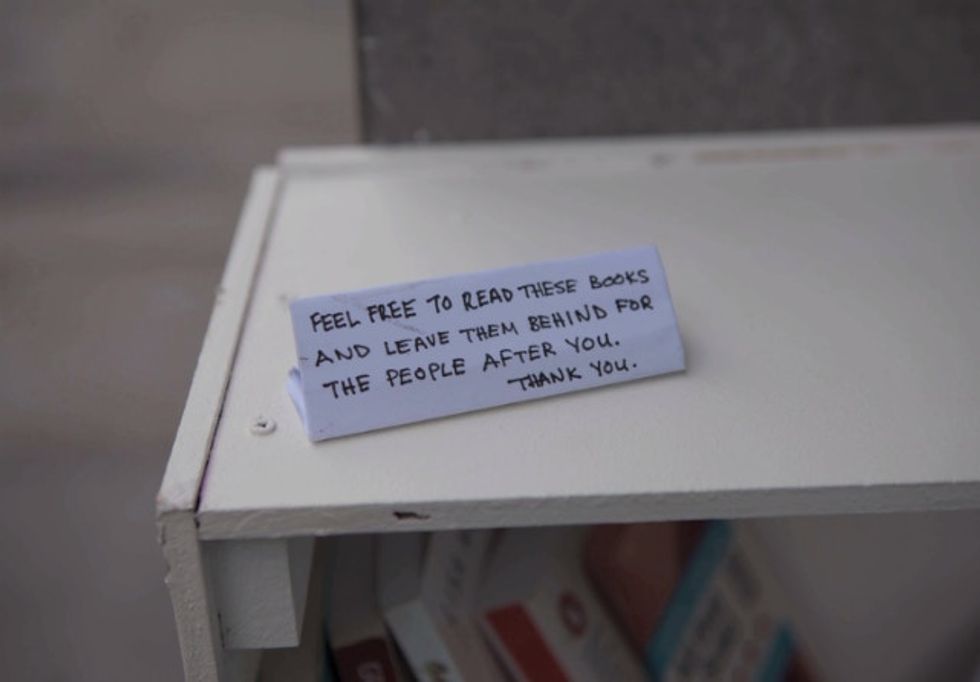 FEEL FREE TO READ THESE BOOKS
AND LEAVE THEM BEHIND FOR
THE PEOPLE AFTER YOU.
THANK YOU.